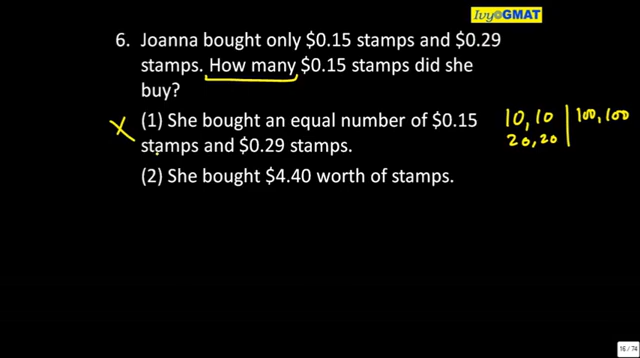 Ivy GMAT
6. Joanna bought only $0.15 stamps and $0.29
stamps. How many $0.15 stamps did she
buy?
(1) She bought an equal number of $0.15
stamps and $0.29 stamps.
10, 10 | 100, 100
20, 20
(2) She bought $4.40 worth of stamps.
16 / 74